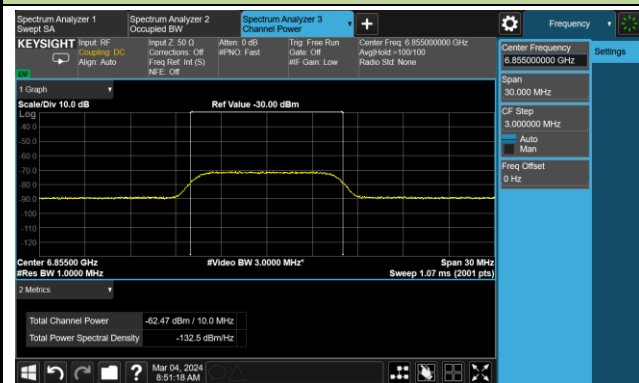 Spectrum Analyzer 1
Swept SA
Spectrum Analyzer 2
Occupied BW
Spectrum Analyzer 3
Channel Power
Frequency
KEYSIGHT
Input: RF
Coupling: DC
Align: Auto
Input Z: 50 Ω
Corrections: Off
Freq Ref: Int (S)
NFE: Off
Atten: 0 dB
#PNO: Fast
Trig: Free Run
Gate: Off
#IF Gain: Low
Center Freq: 6.855000000 GHz
Avg|Hold:>100/100
Radio Std: None
Center Frequency
6.855000000 GHz
Settings
Span
30.000 MHz
CF Step
3.000000 MHz
Auto
Man
Freq Offset
0 Hz
1 Graph
Scale/Div 10.0 dB
Ref Value -30.00 dBm
Log
-40.0
-50.0
-60.0
-70.0
-80.0
-90.0
-100
-110
-120
Center 6.85500 GHz
#Video BW 3.0000 MHz*
Span 30 MHz
#Res BW 1.0000 MHz
Sweep 1.07 ms (2001 pts)
2 Metrics
Total Channel Power
-62.47 dBm / 10.0 MHz
Total Power Spectral Density
-132.5 dBm/Hz
?
Mar 04, 2024
8:51:18 AM